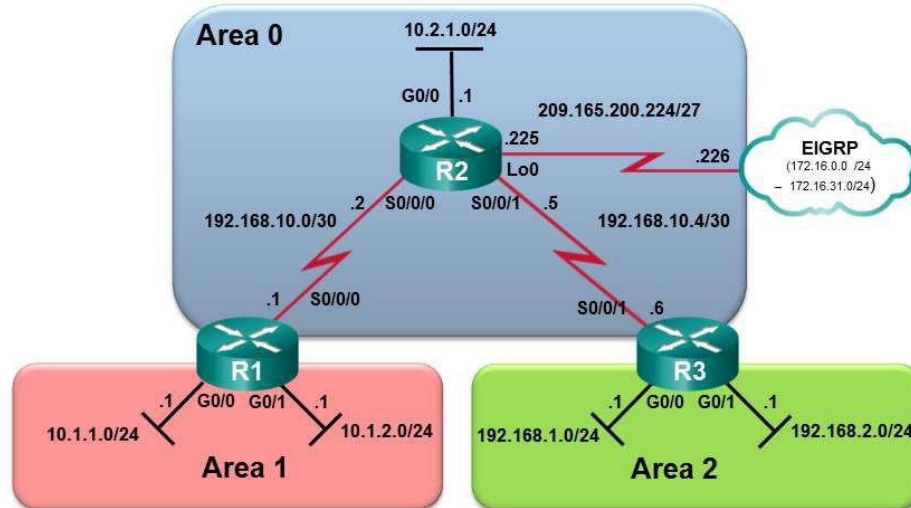 Area 0
10.2.1.0/24
G0/0 .1
209.165.200.224/27
.225
.226
EIGRP
(172.16.0.0 /24
– 172.16.31.0/24)
R2
Lo0
.2 S0/0/0
S0/0/1 .5
192.168.10.0/30
192.168.10.4/30
.1 S0/0/0
S0/0/1 .6
R1
R3
.1 G0/0 G0/1 .1
10.1.1.0/24
10.1.2.0/24
Area 1
.1 G0/0 G0/1 .1
192.168.1.0/24
192.168.2.0/24
Area 2